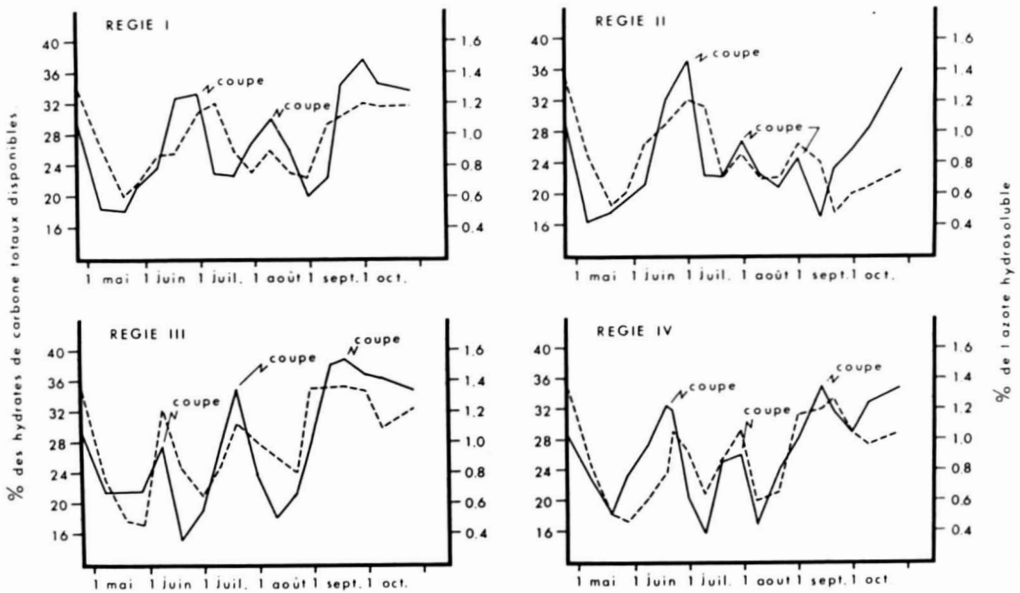 % des hydrates de carbone totaux disponibles.
% de l azote hydrosoluble
REGIE I
40
36
32
28
24
20
16
1.6
1.4
1.2
1.0
0.8
0.6
0.4
coupe
coupe
1 mai 1 juin 1 juil. 1 août 1 sept. 1 oct.
REGIE II
40
36
32
28
24
20
16
1.6
1.4
1.2
1.0
0.8
0.6
0.4
coupe
coupe
1 mai 1 juin 1 juil. 1 août 1 sept. 1 oct.
REGIE III
40
36
32
28
24
20
16
1.6
1.4
1.2
1.0
0.8
0.6
0.4
coupe
coupe
coupe
1 mai 1 juin 1 juil. 1 août 1 sept. 1 oct.
REGIE IV
40
36
32
28
24
20
16
1.6
1.4
1.2
1.0
0.8
0.6
0.4
coupe
coupe
coupe
1 mai 1 juin 1 juil. 1 aout 1 sept. 1 oct